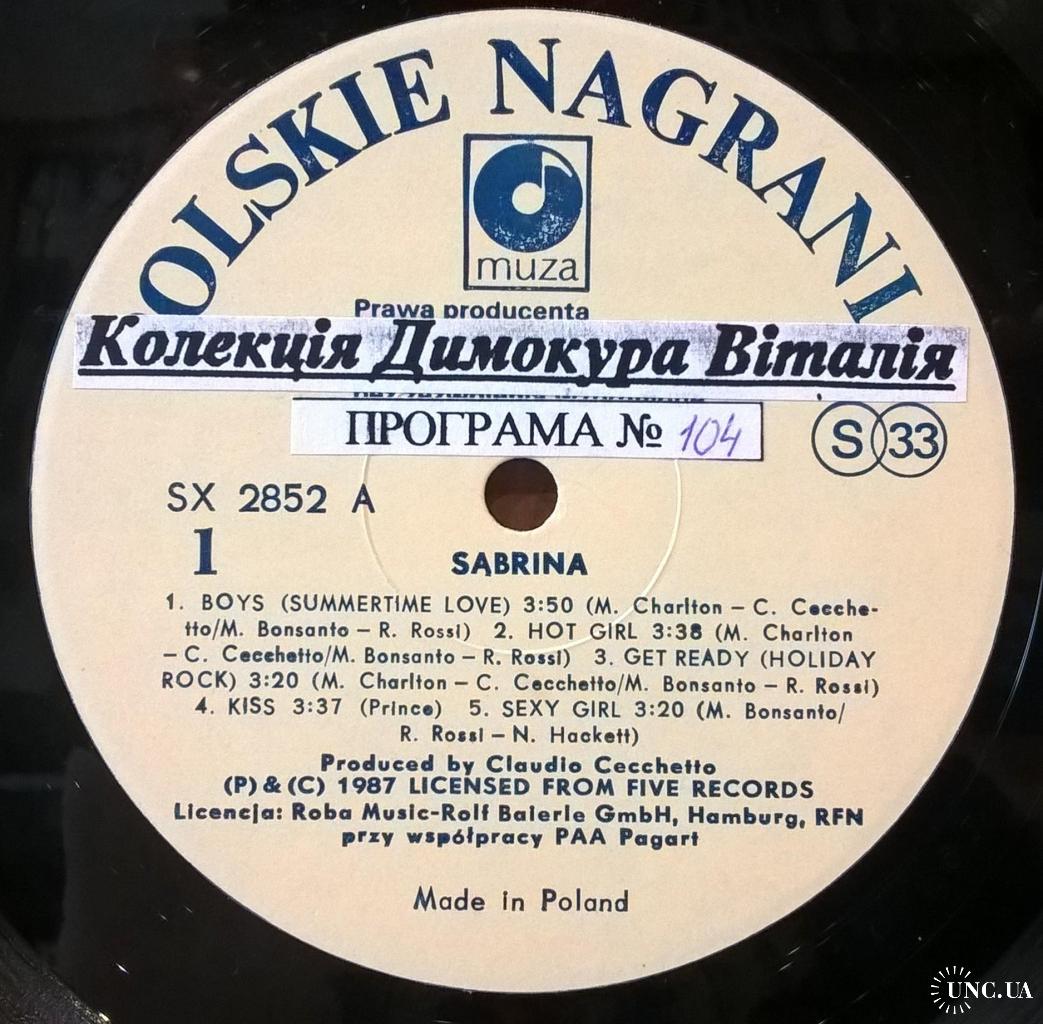 OLSKIE NAGRANI
muza
Prawa producenta
Колекція Димокура Віталія
ПРОГРАМА № 104
S 33
SX 2852 A
1
SABRINA
1. BOYS (SUMMERTIME LOVE) 3:50 (M. Charlton – C. Cecche-
tto/M. Bonsanto – R. Rossi) 2. HOT GIRL 3:38 (M. Charlton
– C. Cecchetto/M. Bonsanto – R. Rossi) 3. GET READY (HOLIDAY
ROCK) 3:20 (M. Charlton – C. Cecchetto/M. Bonsanto – R. Rossi)
4. KISS 3:37 (Prince) 5. SEXY GIRL 3:20 (M. Bonsanto/
R. Rossi – N. Hackett)
Produced by Claudio Cecchetto
(P) & (C) 1987 LICENSED FROM FIVE RECORDS
Licencja: Roba Music-Rolf Baierle GmbH, Hamburg, RFN
przy współpracy PAA Pagart
Made in Poland
UNC.UA